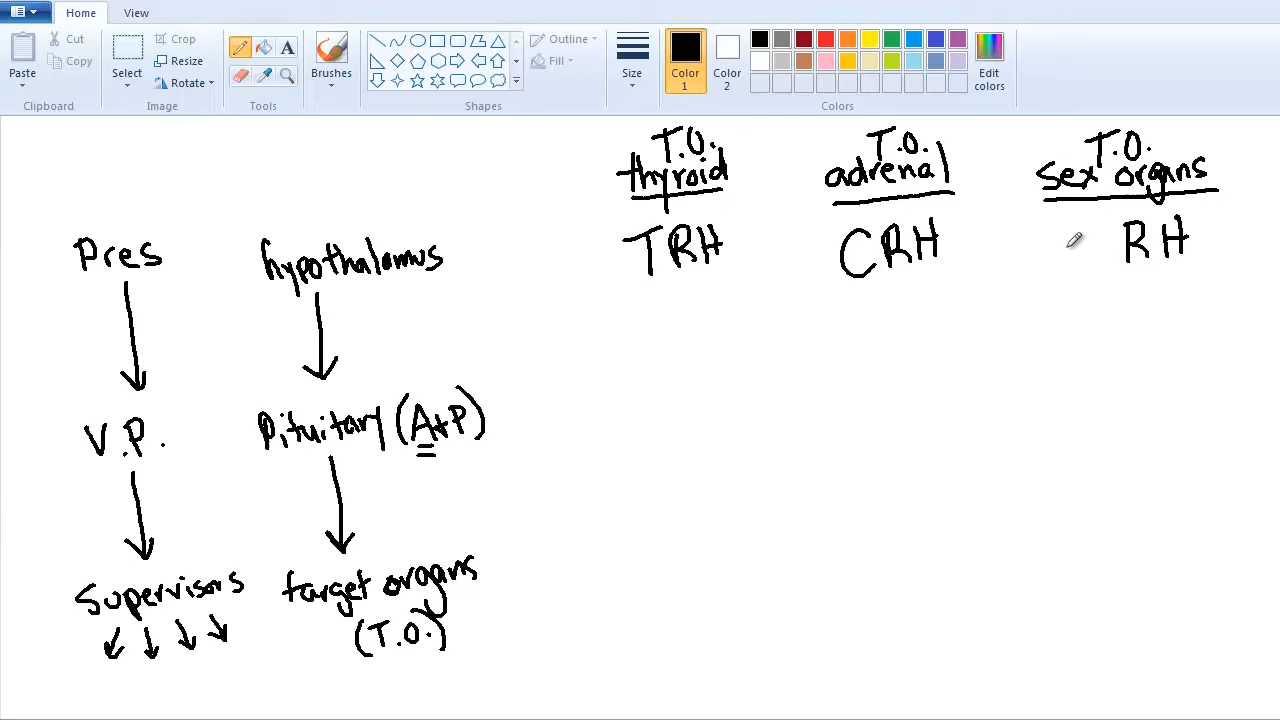 Home View
Paste
Cut
Copy
Clipboard
Select
Crop
Resize
Rotate
Image
A
Tools
Brushes
Shapes
Outline
Fill
Size
Color 1
Color 2
Colors
Edit colors
T.O. T.O. T.O.
thyroid adrenal sex organs
TRH CRH RH
Pres hypothalamus
V.P. Pituitary (A+P)
Supervisors target organs
(T.O.)